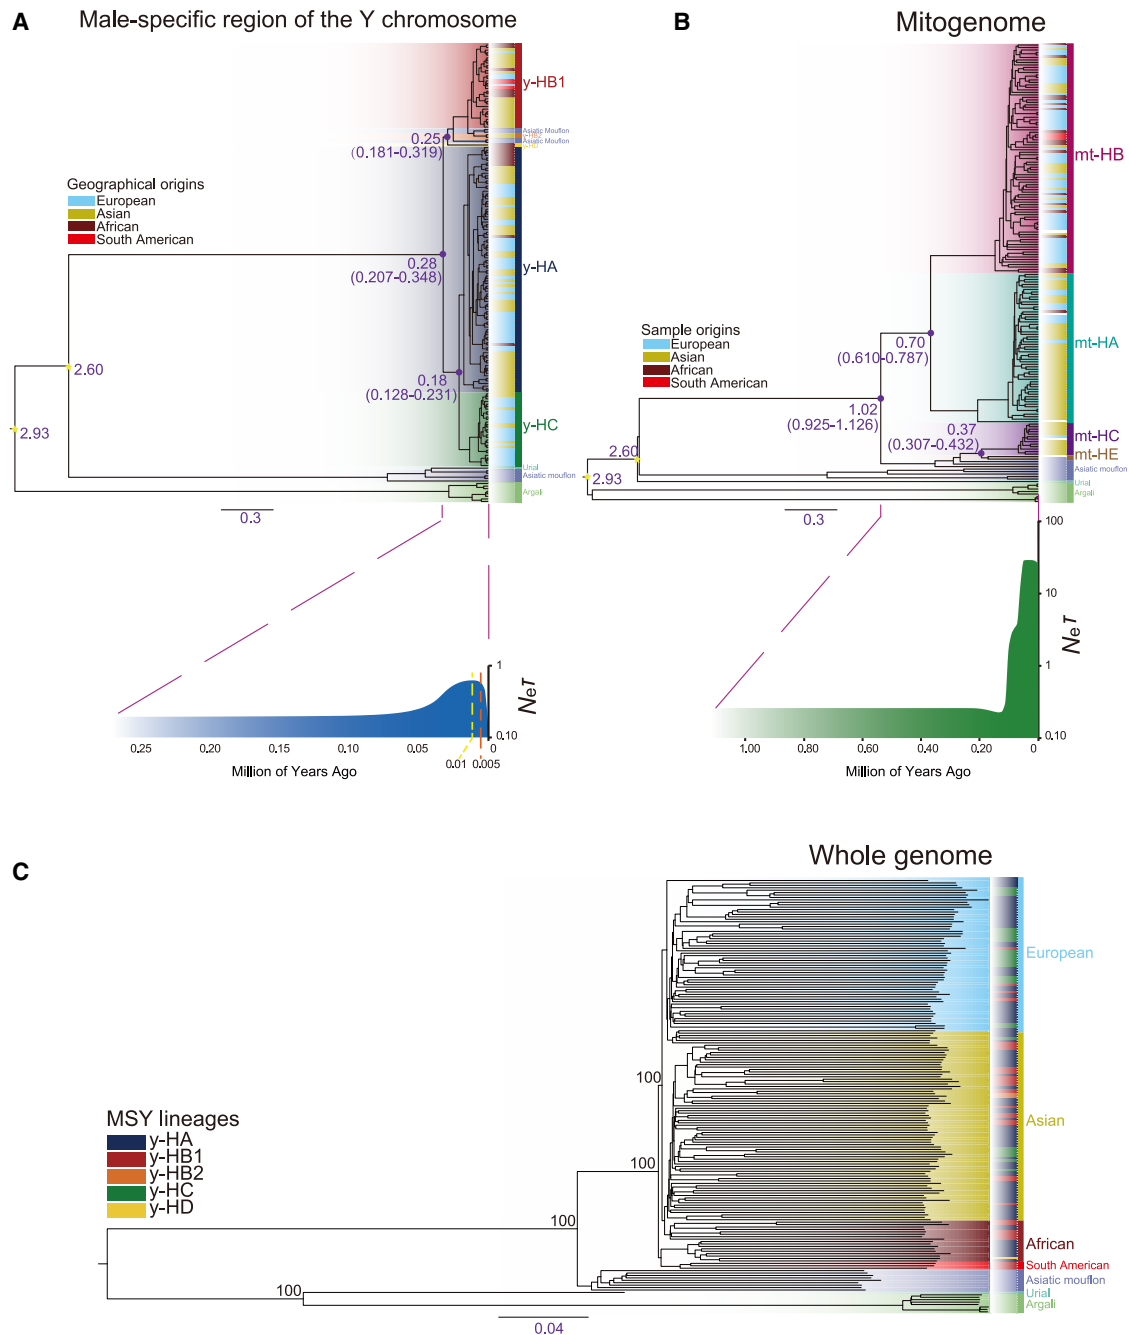 A
Male-specific region of the Y chromosome
y-HB1
Asiatic Mouflon
y-HB2
Asiatic Mouflon
y-HD
0.25
(0.181-0.319)
Geographical origins
European
Asian
African
South American
0.28
(0.207-0.348)
y-HA
2.60
0.18
(0.128-0.231)
y-HC
2.93
Urial
Asiatic mouflon
Argali
0.3
1
Neτ
0.10
0.25
0.20
0.15
0.10
0.05
0
0.01
0.005
Million of Years Ago
B
Mitogenome
mt-HB
Sample origins
European
Asian
African
South American
0.70
(0.610-0.787)
mt-HA
1.02
(0.925-1.126)
0.37
(0.307-0.432)
mt-HC
mt-HE
2.60
Asiatic mouflon
2.93
Urial
Argali
0.3
100
10
Neτ
1
0.10
1.00
0.80
0.60
0.40
0.20
0
Million of Years Ago
C
Whole genome
European
100
MSY lineages
y-HA
y-HB1
y-HB2
y-HC
y-HD
Asian
100
100
African
South American
Asiatic mouflon
100
Urial
Argali
0.04